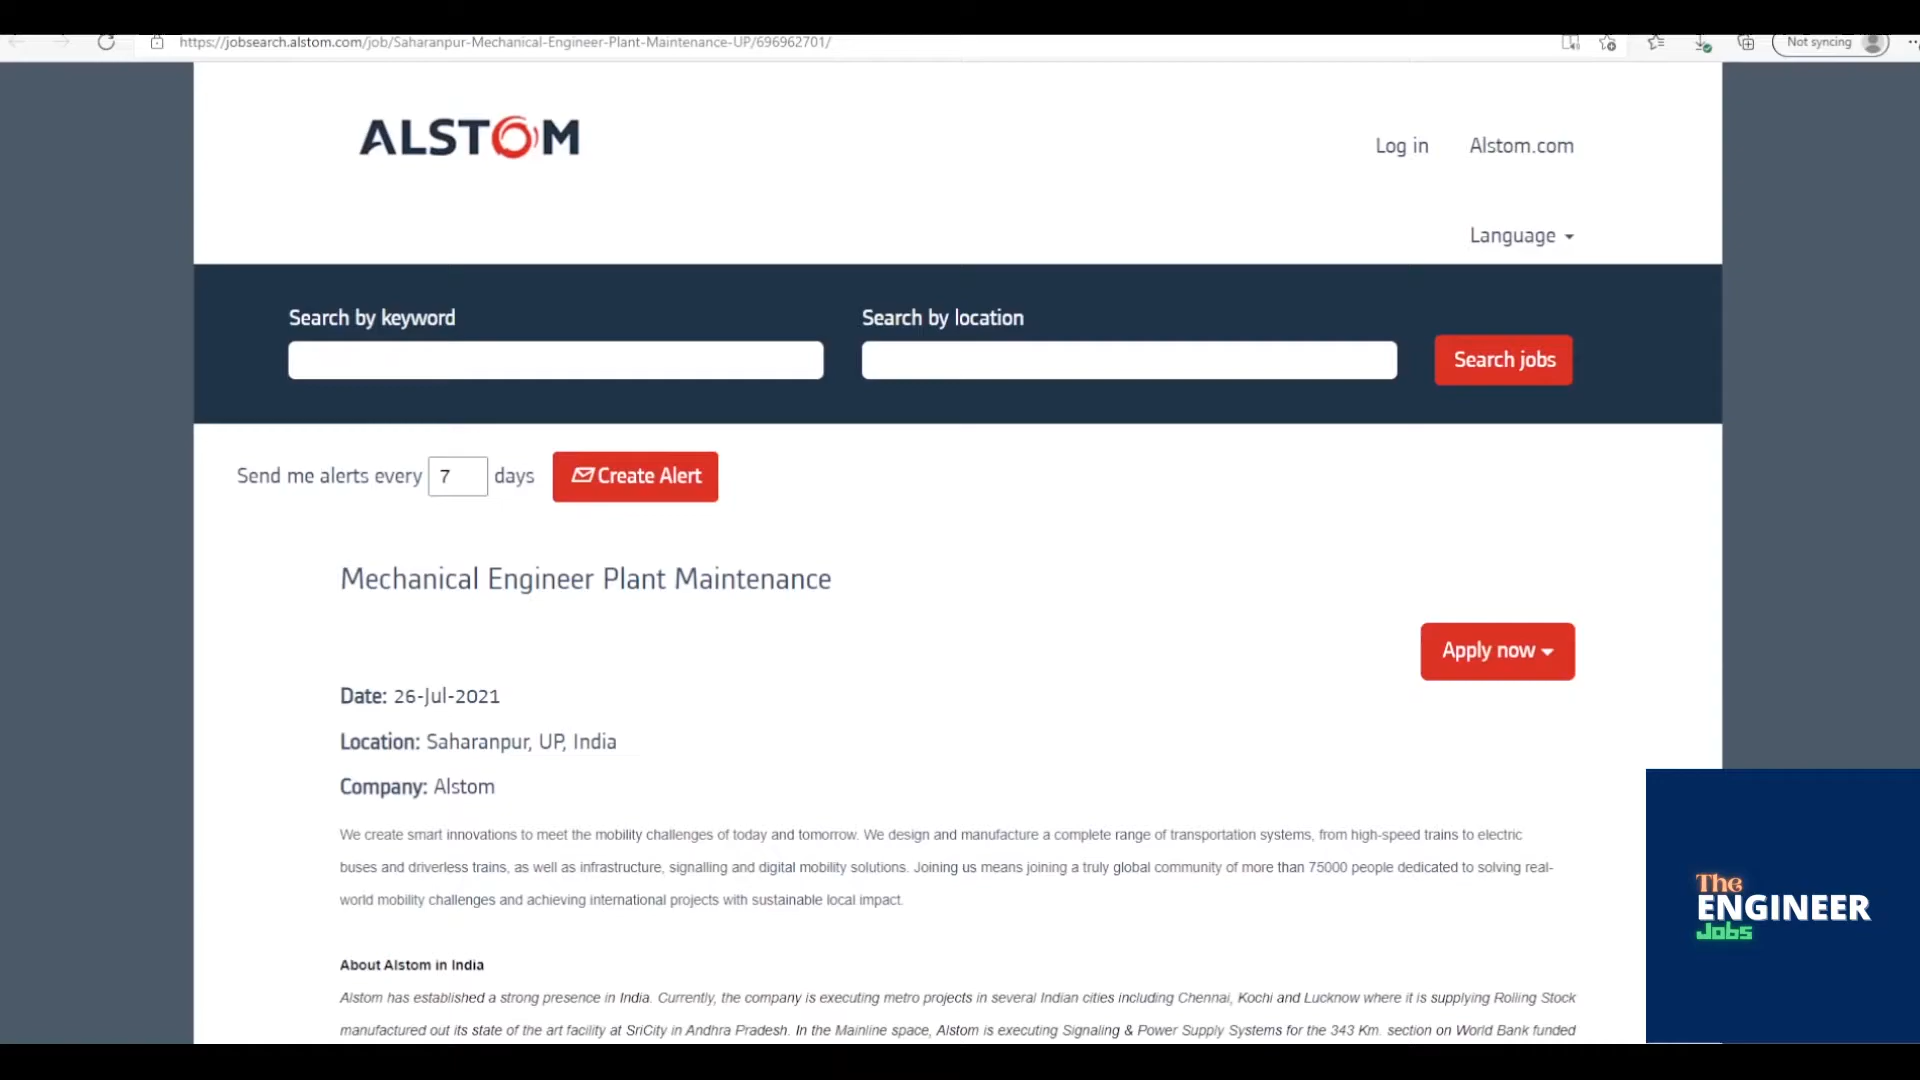 https://jobsearch.alstom.com/job/Saharanpur-Mechanical-Engineer-Plant-Maintenance-UP/696962701/
Not syncing
ALSTOM
Log in
Alstom.com
Language
Search by keyword
Search by location
Search jobs
Send me alerts every 7 days
Create Alert
Mechanical Engineer Plant Maintenance
Apply now
Date: 26-Jul-2021
Location: Saharanpur, UP, India
Company: Alstom
We create smart innovations to meet the mobility challenges of today and tomorrow. We design and manufacture a complete range of transportation systems, from high-speed trains to electric
buses and driverless trains, as well as infrastructure, signalling and digital mobility solutions. Joining us means joining a truly global community of more than 75000 people dedicated to solving real-
world mobility challenges and achieving international projects with sustainable local impact.
The
ENGINEER
Jobs
About Alstom in India
Alstom has established a strong presence in India. Currently, the company is executing metro projects in several Indian cities including Chennai, Kochi and Lucknow where it is supplying Rolling Stock
manufactured out its state of the art facility at SriCity in Andhra Pradesh. In the Mainline space, Alstom is executing Signaling & Power Supply Systems for the 343 Km. section on World Bank funded